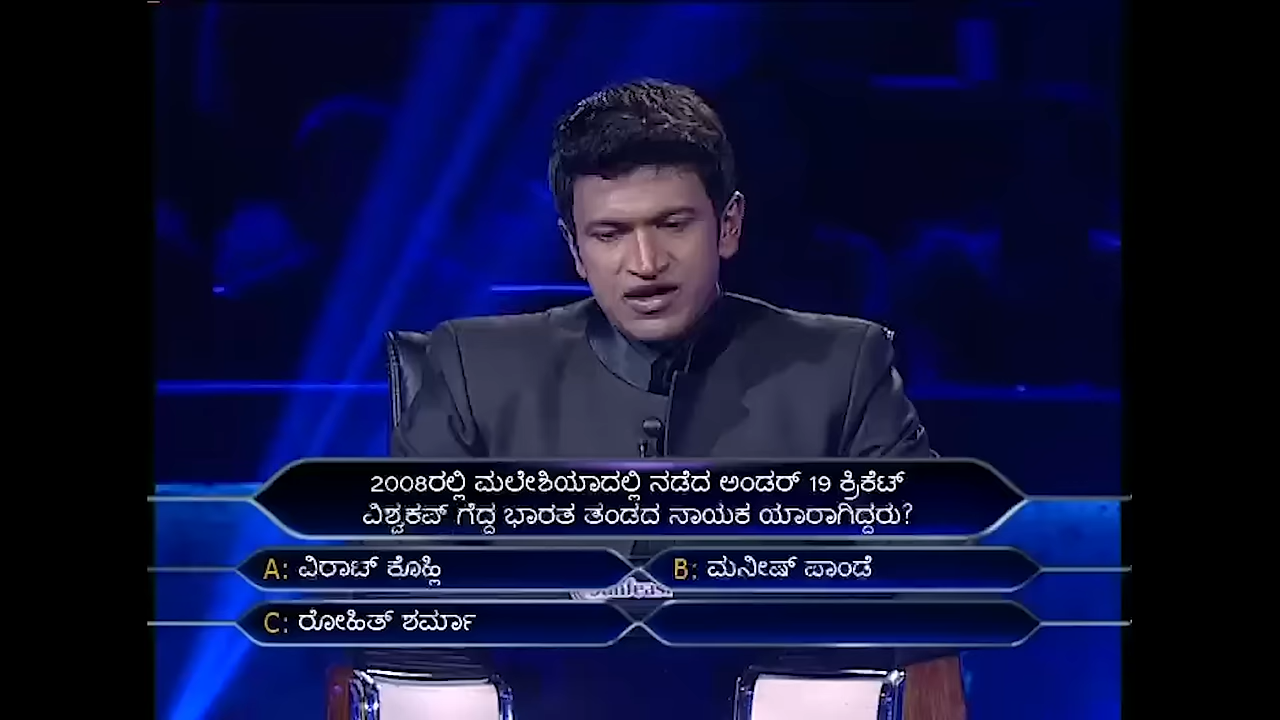 2008ರಲ್ಲಿ ಮಲೇಶಿಯಾದಲ್ಲಿ ನಡೆದ ಅಂಡರ್ 19 ಕ್ರಿಕೆಟ್
ವಿಶ್ವಕಪ್ ಗೆದ್ದ ಭಾರತ ತಂಡದ ನಾಯಕ ಯಾರಾಗಿದ್ದರು?
A: ವಿರಾಟ್ ಕೊಹ್ಲಿ
B: ಮನೀಷ್ ಪಾಂಡೆ
C: ರೋಹಿತ್ ಶರ್ಮಾ